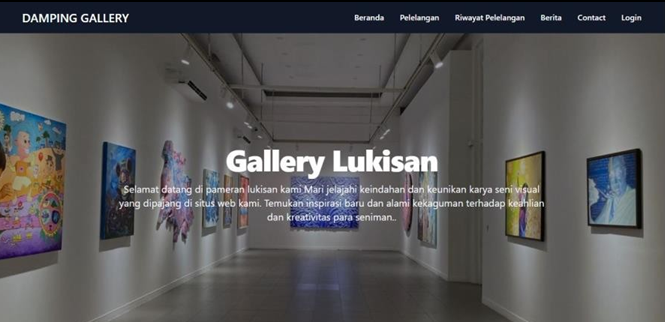 DAMPING GALLERY
Beranda Pelelangan Riwayat Pelelangan Berita Contact Login
Gallery Lukisan
Selamat datang di pameran lukisan kami Mari jelajahi keindahan dan keunikan karya seni visual
yang dipajang di situs web kami. Temukan inspirasi baru dan alami kekaguman terhadap keahlian
dan kreativitas para seniman..